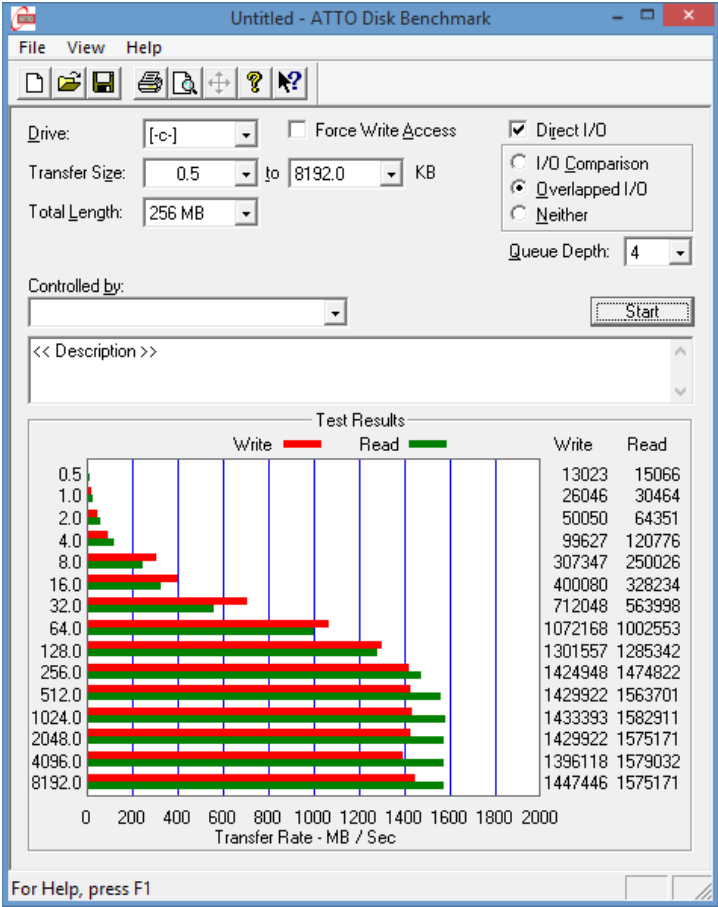 Untitled - ATTO Disk Benchmark
File View Help
Drive: [-c-] Force Write Access Direct I/O
Transfer Size: 0.5 to 8192.0 KB I/O Comparison
Overlapped I/O
Total Length: 256 MB Neither
Queue Depth: 4
Controlled by:
Start
<< Description >>
Test Results
Write Read Write Read
0.5 13023 15066
1.0 26046 30464
2.0 50050 64351
4.0 99627 120776
8.0 307347 250026
16.0 400080 328234
32.0 712048 563998
64.0 1072168 1002553
128.0 1301557 1285342
256.0 1424948 1474822
512.0 1429922 1563701
1024.0 1433393 1582911
2048.0 1429922 1575171
4096.0 1396118 1579032
8192.0 1447446 1575171
0 200 400 600 800 1000 1200 1400 1600 1800 2000
Transfer Rate - MB / Sec
For Help, press F1